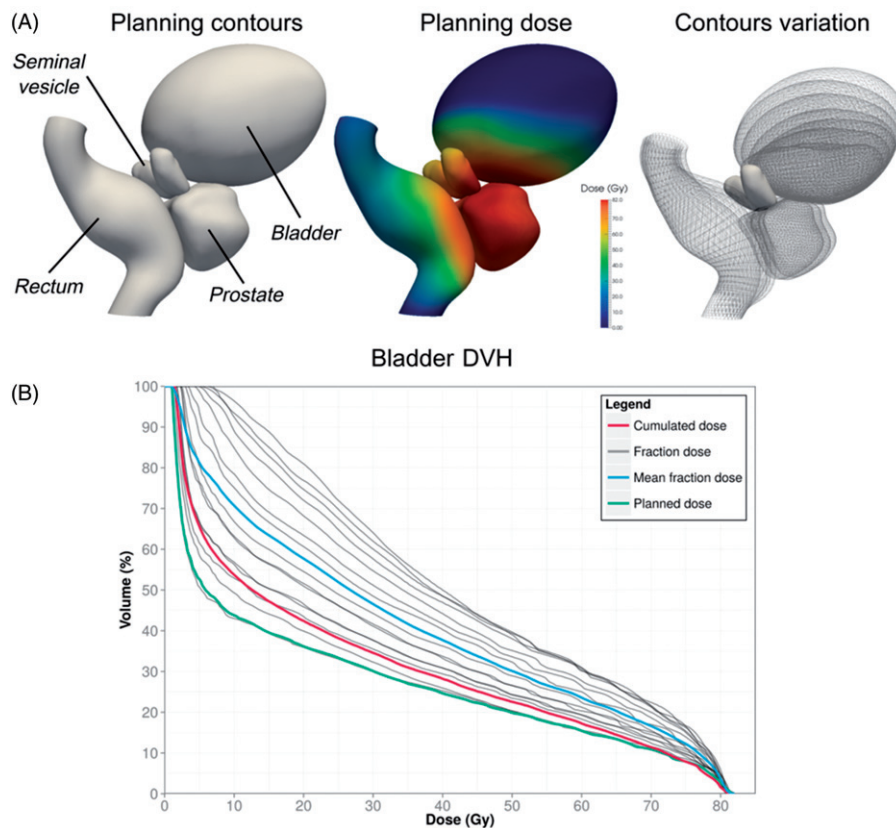 (A)
Planning contours
Planning dose
Contours variation
Seminal
vesicle
Bladder
Rectum
Prostate
Dose (Gy)
Bladder DVH
(B)
100
90
80
70
60
50
40
30
20
10
0
Volume (%)
0 10 20 30 40 50 60 70 80
Dose (Gy)
Legend
Cumulated dose
Fraction dose
Mean fraction dose
Planned dose